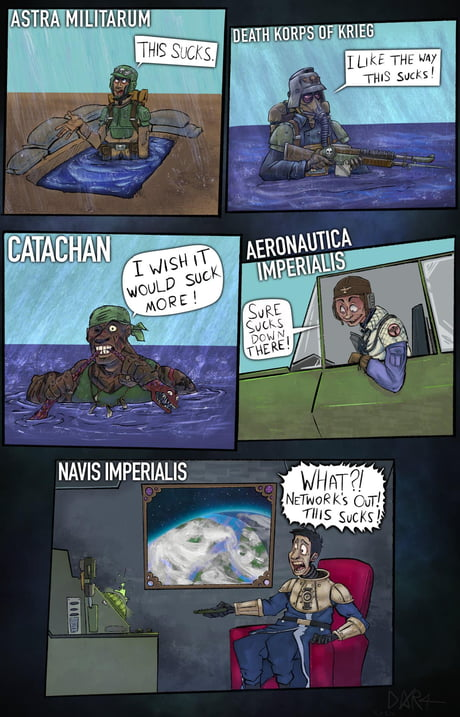 ASTRA MILITARUM
THIS SUCKS.
DEATH KORPS OF KRIEG
I LIKE THE WAY
THIS SUCKS!
CATACHAN
I WISH IT
WOULD SUCK
MORE!
AERONAUTICA
IMPERIALIS
SURE
SUCKS
DOWN
THERE!
NAVIS IMPERIALIS
WHAT?!
NETWORK'S OUT!
THIS SUCKS!